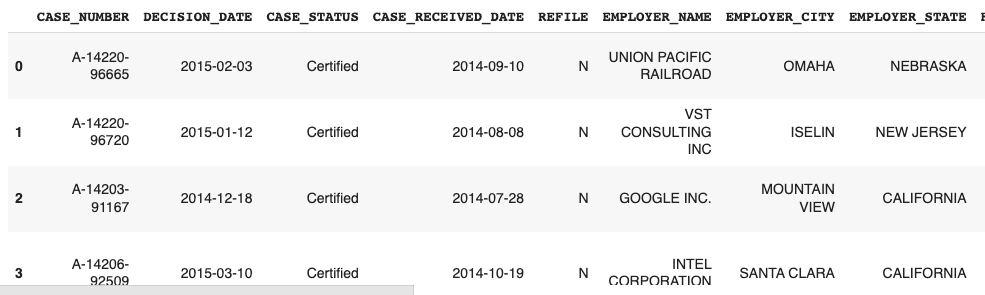 CASE_NUMBER DECISION_DATE CASE_STATUS CASE_RECEIVED_DATE REFILE EMPLOYER_NAME EMPLOYER_CITY EMPLOYER_STATE
0 A-14220-96665 2015-02-03 Certified 2014-09-10 N UNION PACIFIC RAILROAD OMAHA NEBRASKA
1 A-14220-96720 2015-01-12 Certified 2014-08-08 N VST CONSULTING INC ISELIN NEW JERSEY
2 A-14203-91167 2014-12-18 Certified 2014-07-28 N GOOGLE INC. MOUNTAIN VIEW CALIFORNIA
3 A-14206-92509 2015-03-10 Certified 2014-10-19 N INTEL CORPORATION SANTA CLARA CALIFORNIA